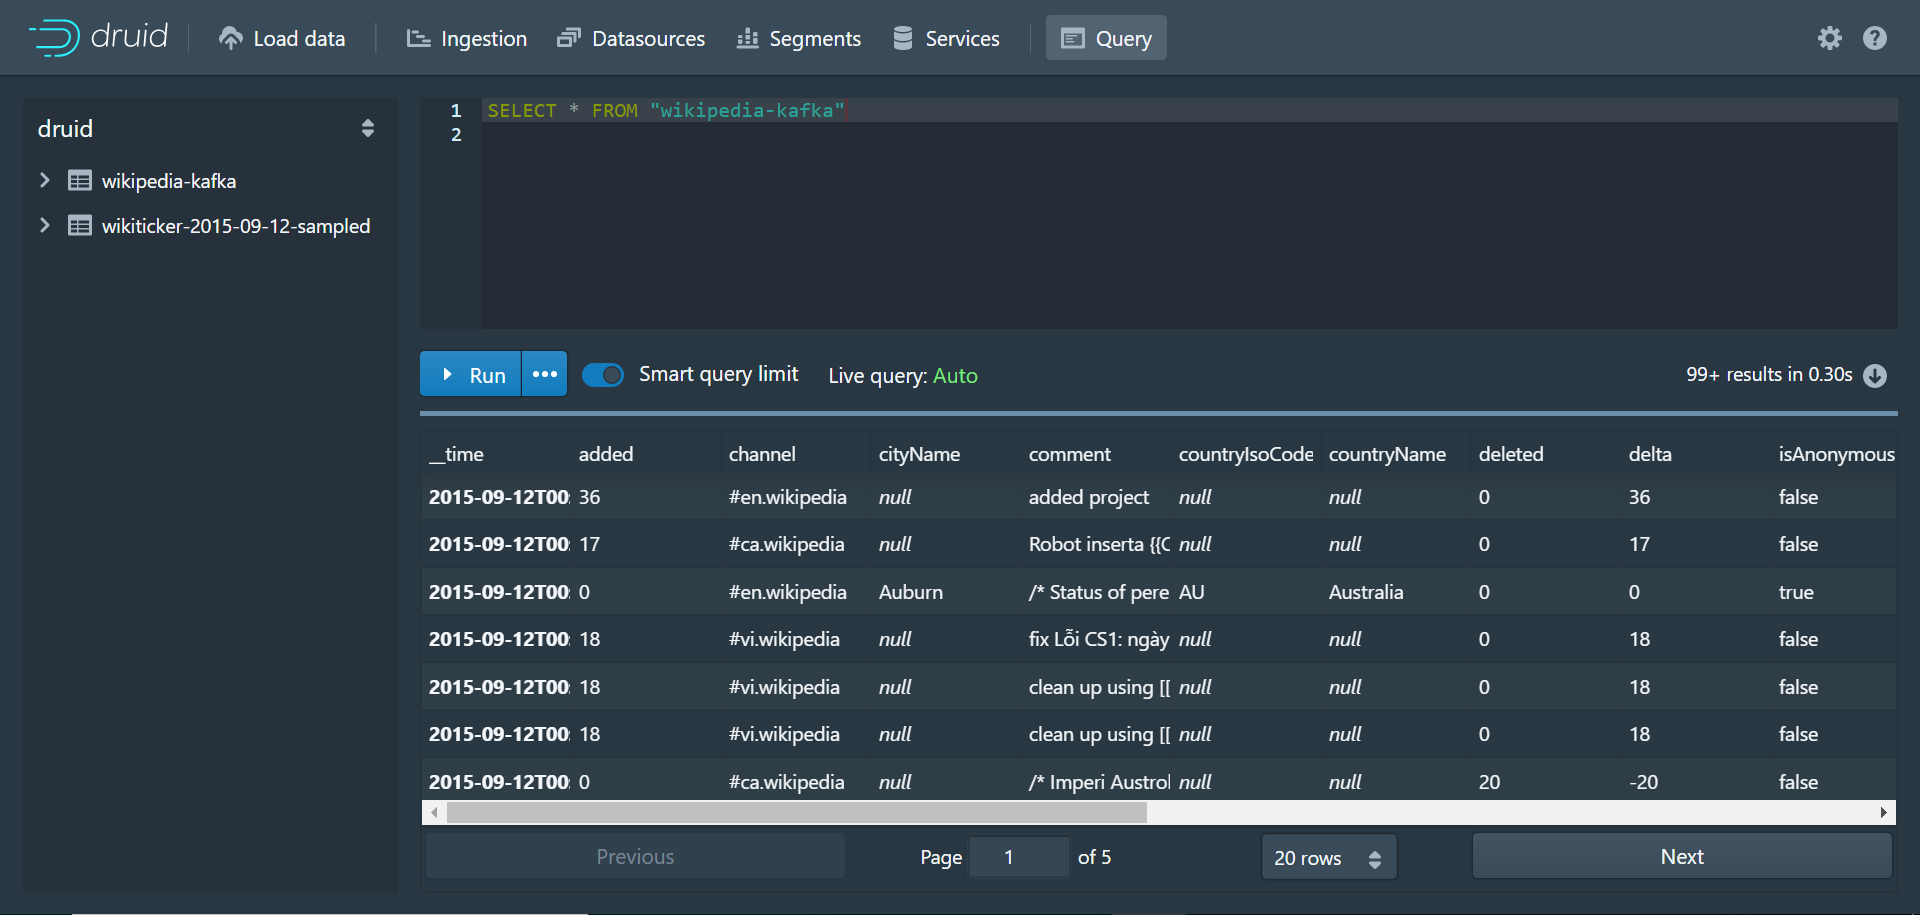 druid Load data Ingestion Datasources Segments Services Query
druid
wikipedia-kafka
wikiticker-2015-09-12-sampled
1 SELECT * FROM "wikipedia-kafka"
2
Run Smart query limit Live query: Auto 99+ results in 0.30s
__time added channel cityName comment countryIsoCode countryName deleted delta isAnonymous
2015-09-12T00: 36 #en.wikipedia null added project null null 0 36 false
2015-09-12T00: 17 #ca.wikipedia null Robot inserta {{C null null 0 17 false
2015-09-12T00: 0 #en.wikipedia Auburn /* Status of pere AU Australia 0 0 true
2015-09-12T00: 18 #vi.wikipedia null fix Lỗi CS1: ngày null null 0 18 false
2015-09-12T00: 18 #vi.wikipedia null clean up using [[ null null 0 18 false
2015-09-12T00: 18 #vi.wikipedia null clean up using [[ null null 0 18 false
2015-09-12T00: 0 #ca.wikipedia null /* Imperi Austrol null null 20 -20 false
Previous Page 1 of 5 20 rows Next